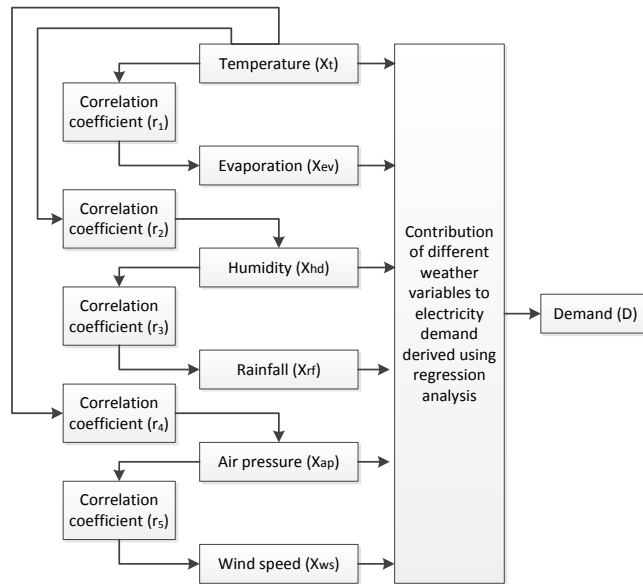 Temperature (Xt)
Correlation
coefficient (r1)
Evaporation (Xev)
Correlation
coefficient (r2)
Humidity (Xhd)
Correlation
coefficient (r3)
Rainfall (Xrf)
Correlation
coefficient (r4)
Air pressure (Xap)
Correlation
coefficient (r5)
Wind speed (Xws)
Contribution
of different
weather
variables to
electricity
demand
derived using
regression
analysis
Demand (D)